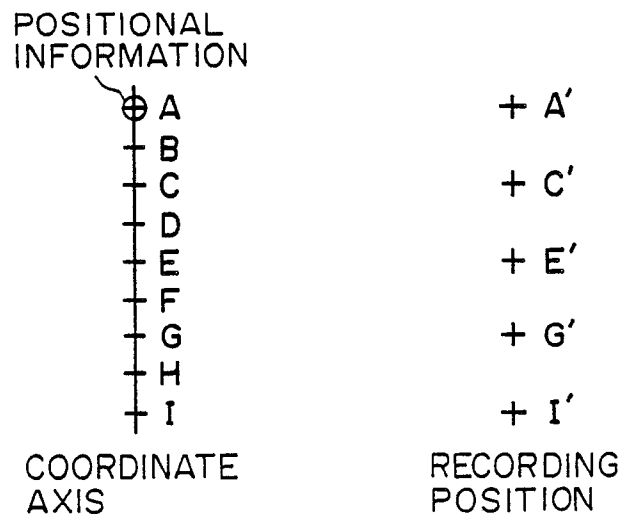 POSITIONAL
INFORMATION
A
B
C
D
E
F
G
H
I
COORDINATE
AXIS
A′
C′
E′
G′
I′
RECORDING
POSITION